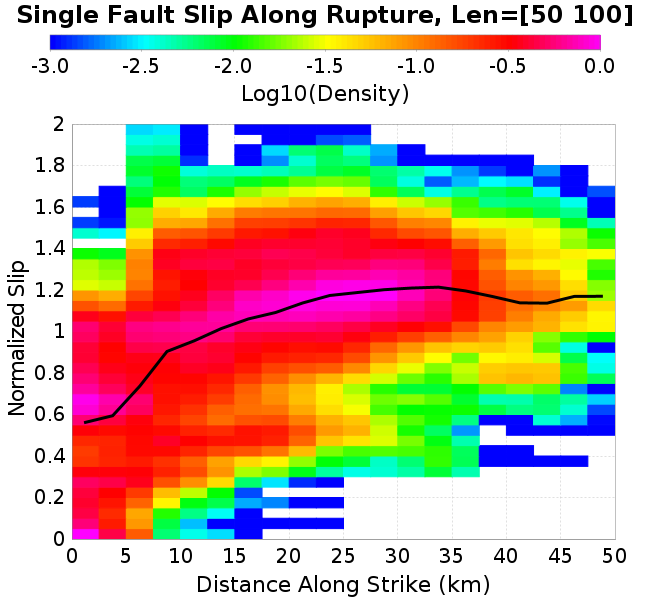 Single Fault Slip Along Rupture, Len=[50 100]
-3.0 -2.5 -2.0 -1.5 -1.0 -0.5 0.0
Log10(Density)
Normalized Slip
2
1.8
1.6
1.4
1.2
1
0.8
0.6
0.4
0.2
0
0 5 10 15 20 25 30 35 40 45 50
Distance Along Strike (km)